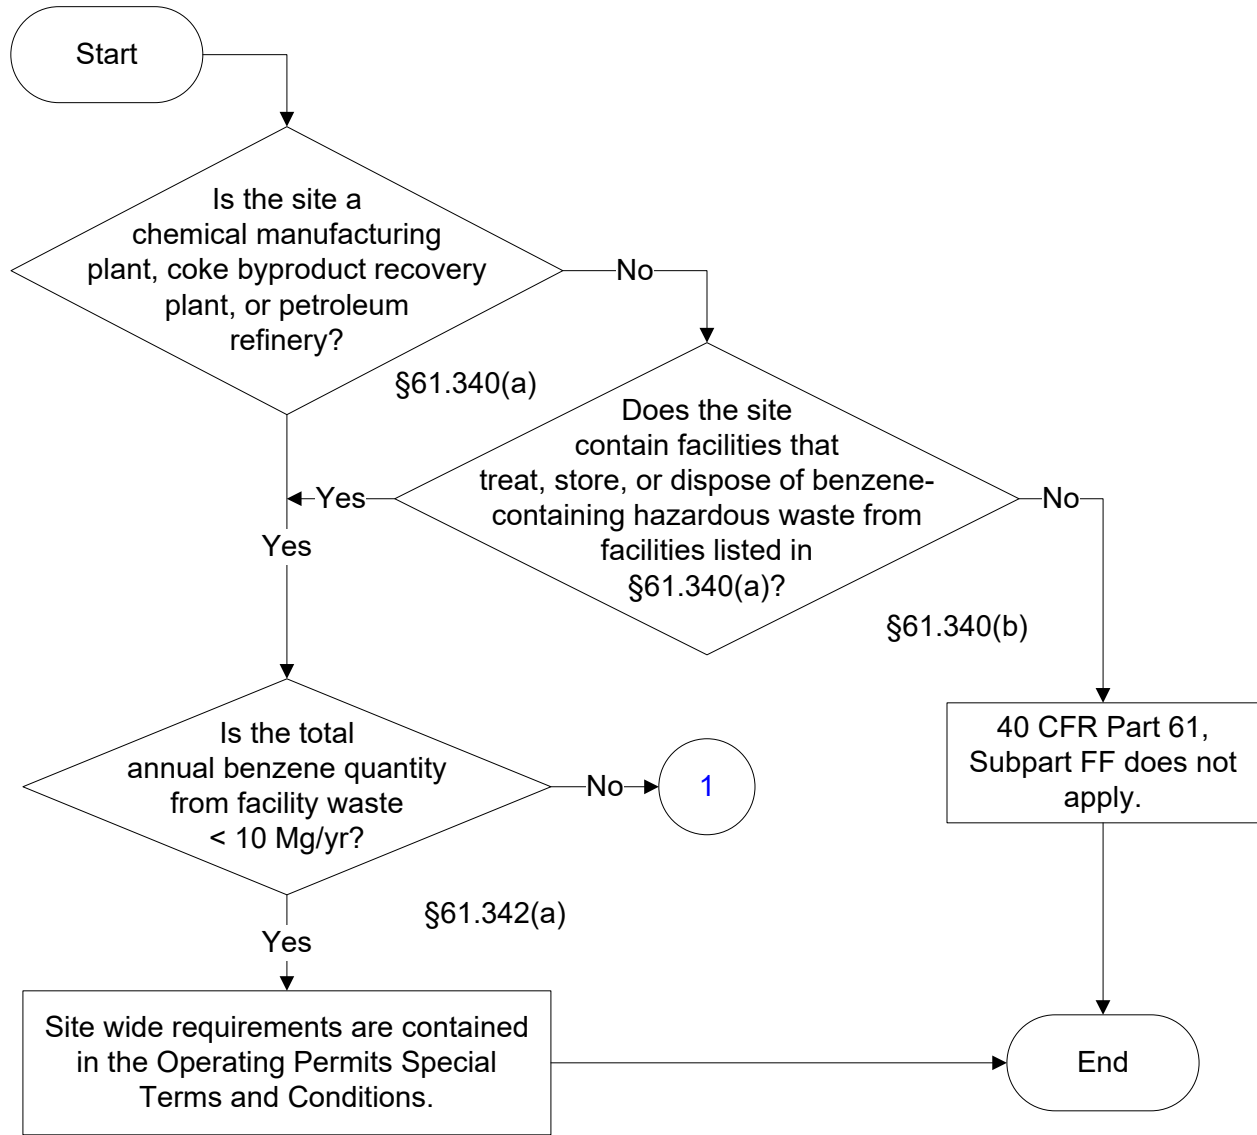 Start
Is the site a
chemical manufacturing
plant, coke byproduct recovery
plant, or petroleum
refinery?
No
§61.340(a)
Does the site
contain facilities that
treat, store, or dispose of benzene-
containing hazardous waste from
facilities listed in
§61.340(a)?
Yes
No
Yes
§61.340(b)
40 CFR Part 61,
Subpart FF does not
apply.
Is the total
annual benzene quantity
from facility waste
< 10 Mg/yr?
No
1
§61.342(a)
Yes
Site wide requirements are contained
in the Operating Permits Special
Terms and Conditions.
End